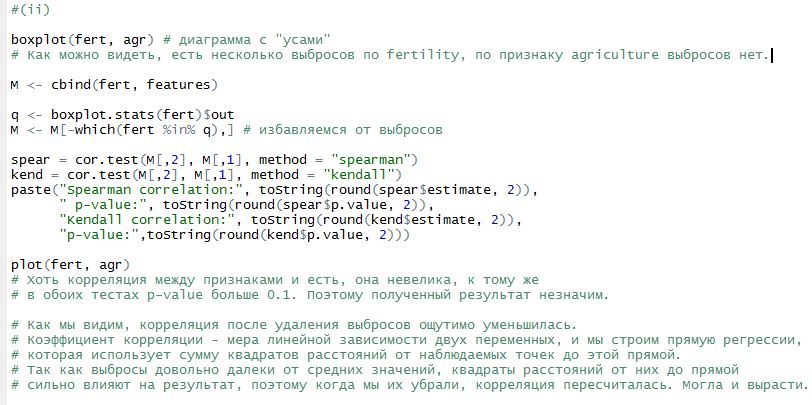 #(ii)
boxplot(fert, agr) # диаграмма с "усами"
# Как можно видеть, есть несколько выбросов по fertility, по признаку agriculture выбросов нет.
M <- cbind(fert, features)
q <- boxplot.stats(fert)$out
M <- M[-which(fert %in% q),] # избавляемся от выбросов
spear = cor.test(M[,2], M[,1], method = "spearman")
kend = cor.test(M[,2], M[,1], method = "kendall")
paste("Spearman correlation:", toString(round(spear$estimate, 2)),
" p-value:", toString(round(spear$p.value, 2)),
"Kendall correlation:", toString(round(kend$estimate, 2)),
"p-value:",toString(round(kend$p.value, 2)))
plot(fert, agr)
# Хоть корреляция между признаками и есть, она невелика, к тому же
# в обоих тестах p-value больше 0.1. Поэтому полученный результат незначим.
# Как мы видим, корреляция после удаления выбросов ощутимо уменьшилась.
# Коэффициент корреляции - мера линейной зависимости двух переменных, и мы строим прямую регрессии,
# которая использует сумму квадратов расстояний от наблюдаемых точек до этой прямой.
# Так как выбросы довольно далеки от средних значений, квадраты расстояний от них до прямой
# сильно влияют на результат, поэтому когда мы их убрали, корреляция пересчиталась. Могла и вырасти.